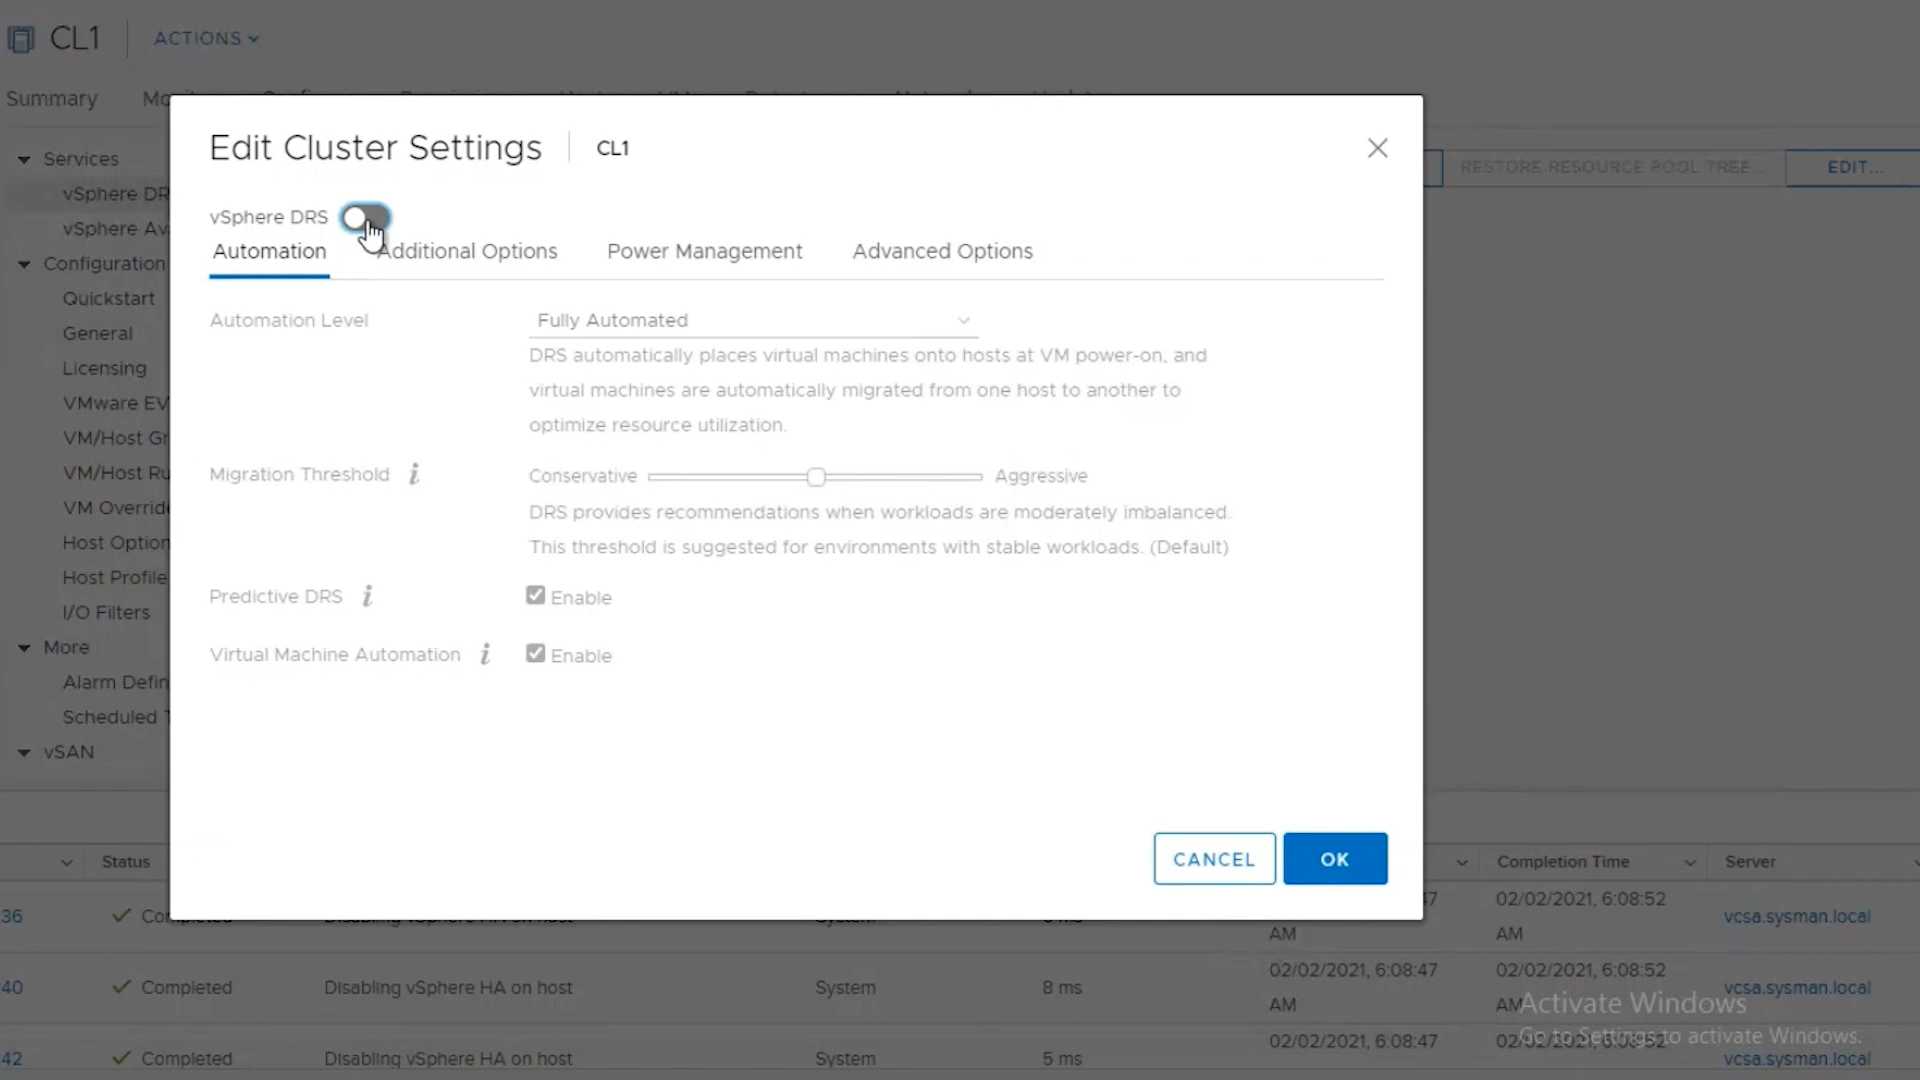 CL1
ACTIONS
Summary
Edit Cluster Settings
CL1
vSphere DRS
Automation
Additional Options
Power Management
Advanced Options
Automation Level
Fully Automated
DRS automatically places virtual machines onto hosts at VM power-on, and
virtual machines are automatically migrated from one host to another to
optimize resource utilization.
Migration Threshold
Conservative
Aggressive
DRS provides recommendations when workloads are moderately imbalanced.
This threshold is suggested for environments with stable workloads. (Default)
Predictive DRS
Enable
Virtual Machine Automation
Enable
CANCEL
OK
Services
vSphere DR
vSphere Av
Configuration
Quickstart
General
Licensing
VMware EV
VM/Host Gr
VM/Host Ru
VM Overrid
Host Option
Host Profile
I/O Filters
More
Alarm Defin
Scheduled T
vSAN
RESTORE RESOURCE POOL TREE...
EDIT...
Status
Completion Time
Server
36
02/02/2021, 6:08:52
AM
AM
vcsa.sysman.local
40
Completed
Disabling vSphere HA on host
System
8 ms
02/02/2021, 6:08:47
AM
02/02/2021, 6:08:52
AM
vcsa.sysman.local
42
Completed
Disabling vSphere HA on host
System
5 ms
02/02/2021, 6:08:47
02/02/2021, 6:08:52
vcsa.sysman.local
Activate Windows
Go to Settings to activate Windows.